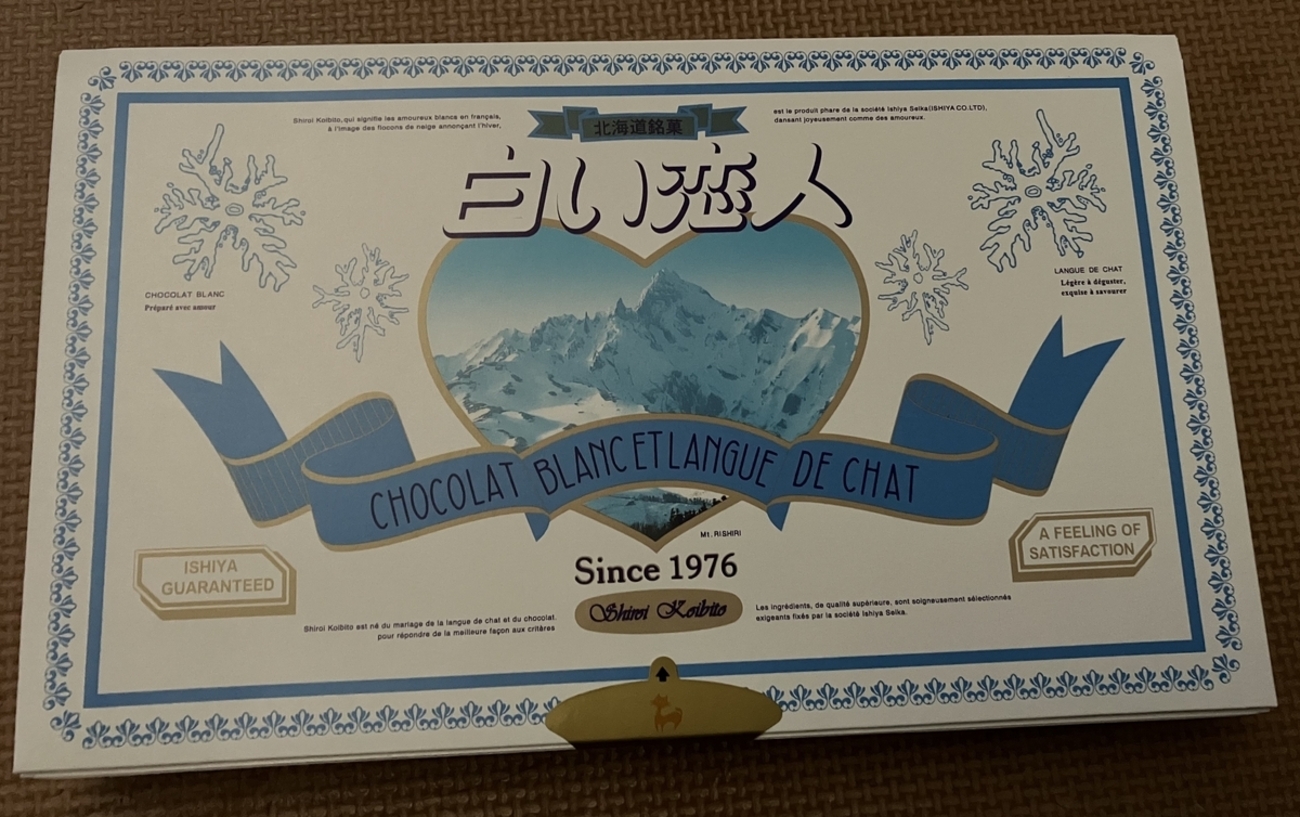 Shiroi Koibito, qui signifie les amoureux blancs en français,
à l'image des flocons de neige annonçant l'hiver,
北海道銘菓
est le produit phare de la société Ishiya Seika(ISHIYA CO.LTD),
dansant joyeusement comme des amoureux.
白い恋人
CHOCOLAT BLANC
Préparé avec amour
LANGUE DE CHAT
Légère à déguster,
exquise à savourer
CHOCOLAT BLANC ET LANGUE DE CHAT
Mt. RISHIRI
ISHIYA
GUARANTEED
A FEELING OF
SATISFACTION
Since 1976
Shiroi Koibito
Shiroi Koibito est né du mariage de la langue de chat et du chocolat.
pour répondre de la meilleure façon aux critères
Les ingrédients, de qualité supérieure, sont soigneusement sélectionnés
exigeants fixés par la société Ishiya Seika.